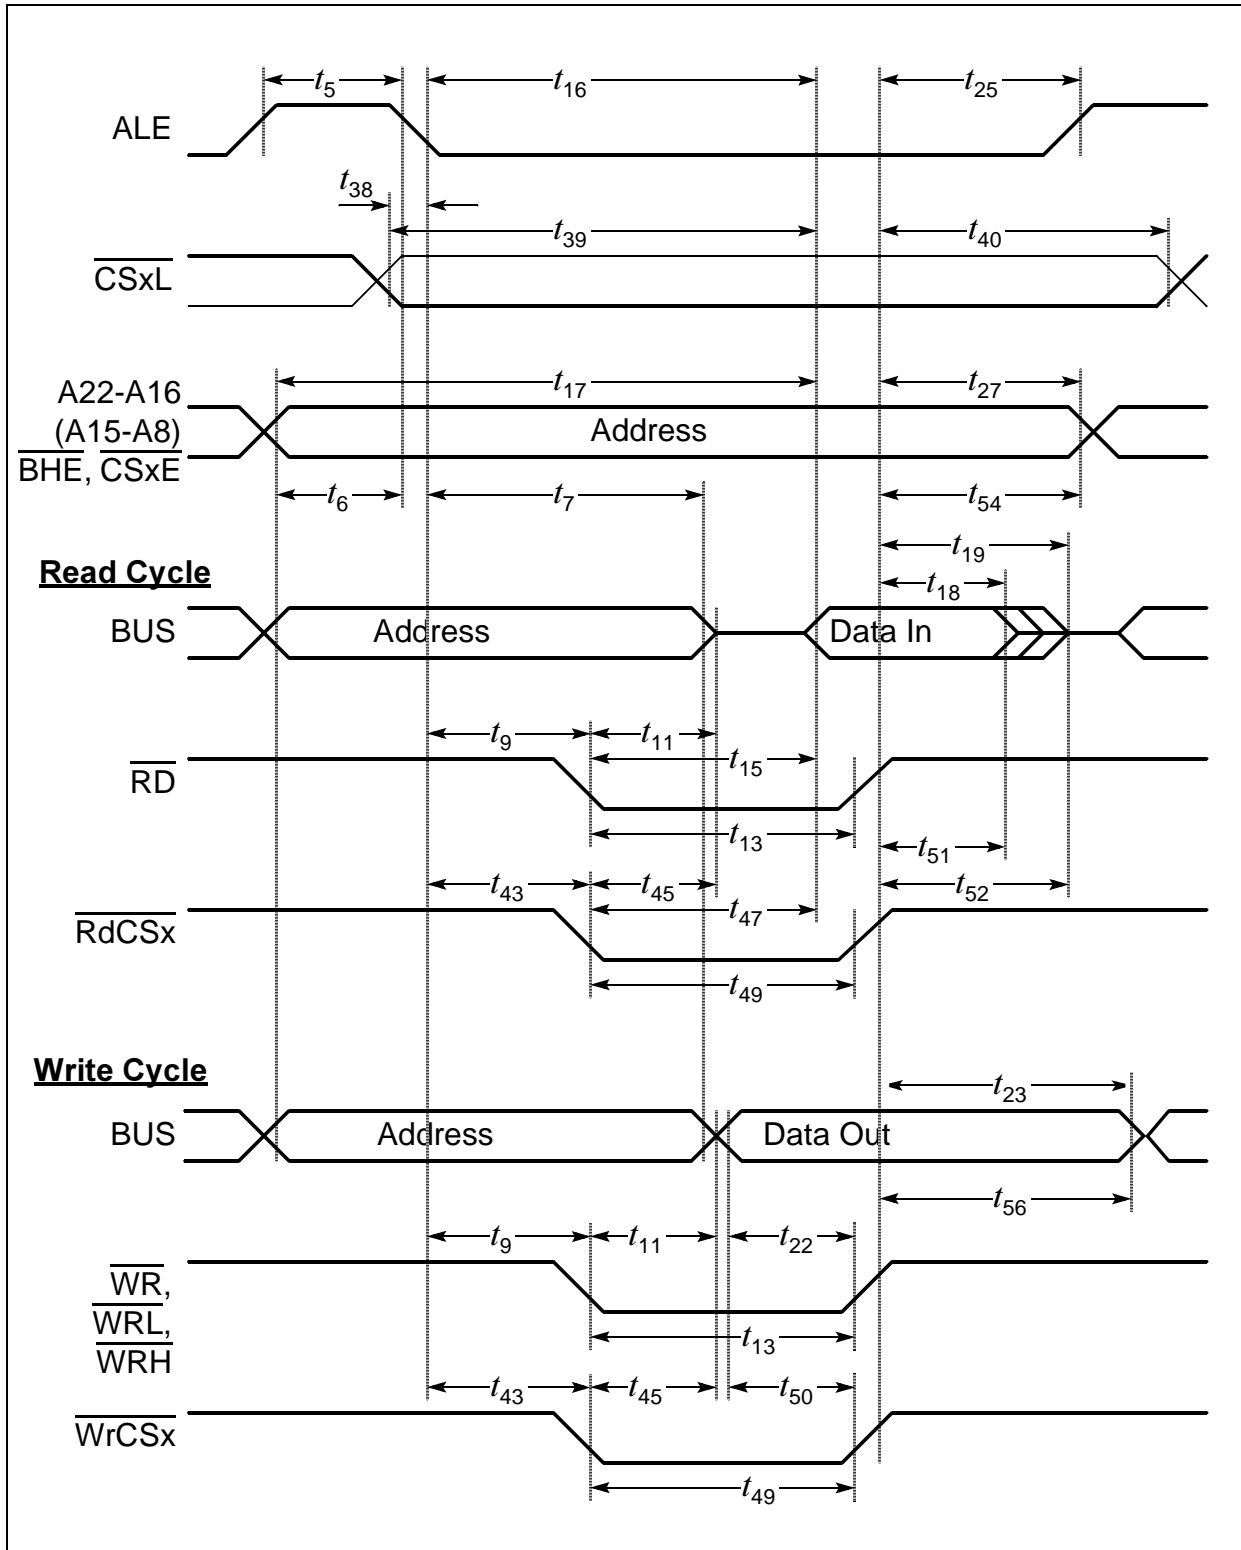 t5 t16 t25
ALE
t38
t39 t40
CSxL
A22-A16
t17 t27
(A15-A8)
Address
BHE, CSxE
t6 t7 t54
t19
Read Cycle
t18
BUS
Address
Data In
t9 t11
t15
RD
t13
t51
t43 t45 t52
t47
RdCSx
t49
Write Cycle
t23
BUS
Address
Data Out
t56
t9 t11 t22
WR,
WRL,
t13
WRH
t43 t45 t50
WrCSx
t49